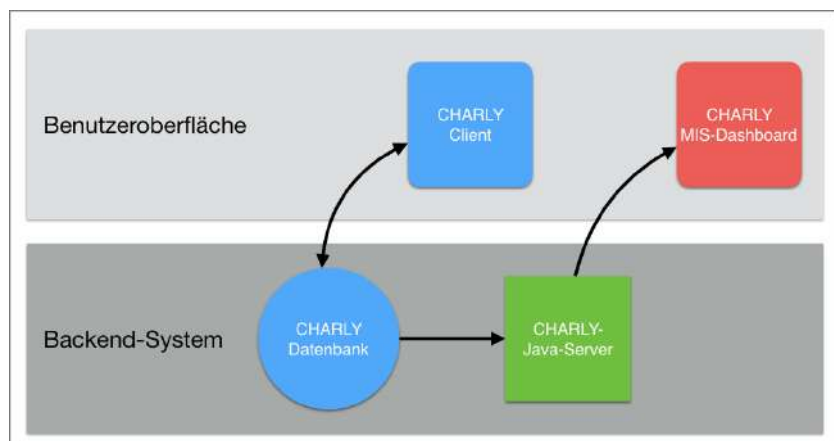 Benutzeroberfläche
CHARLY
Client
CHARLY
MIS-Dashboard
Backend-System
CHARLY
Datenbank
CHARLY-
Java-Server